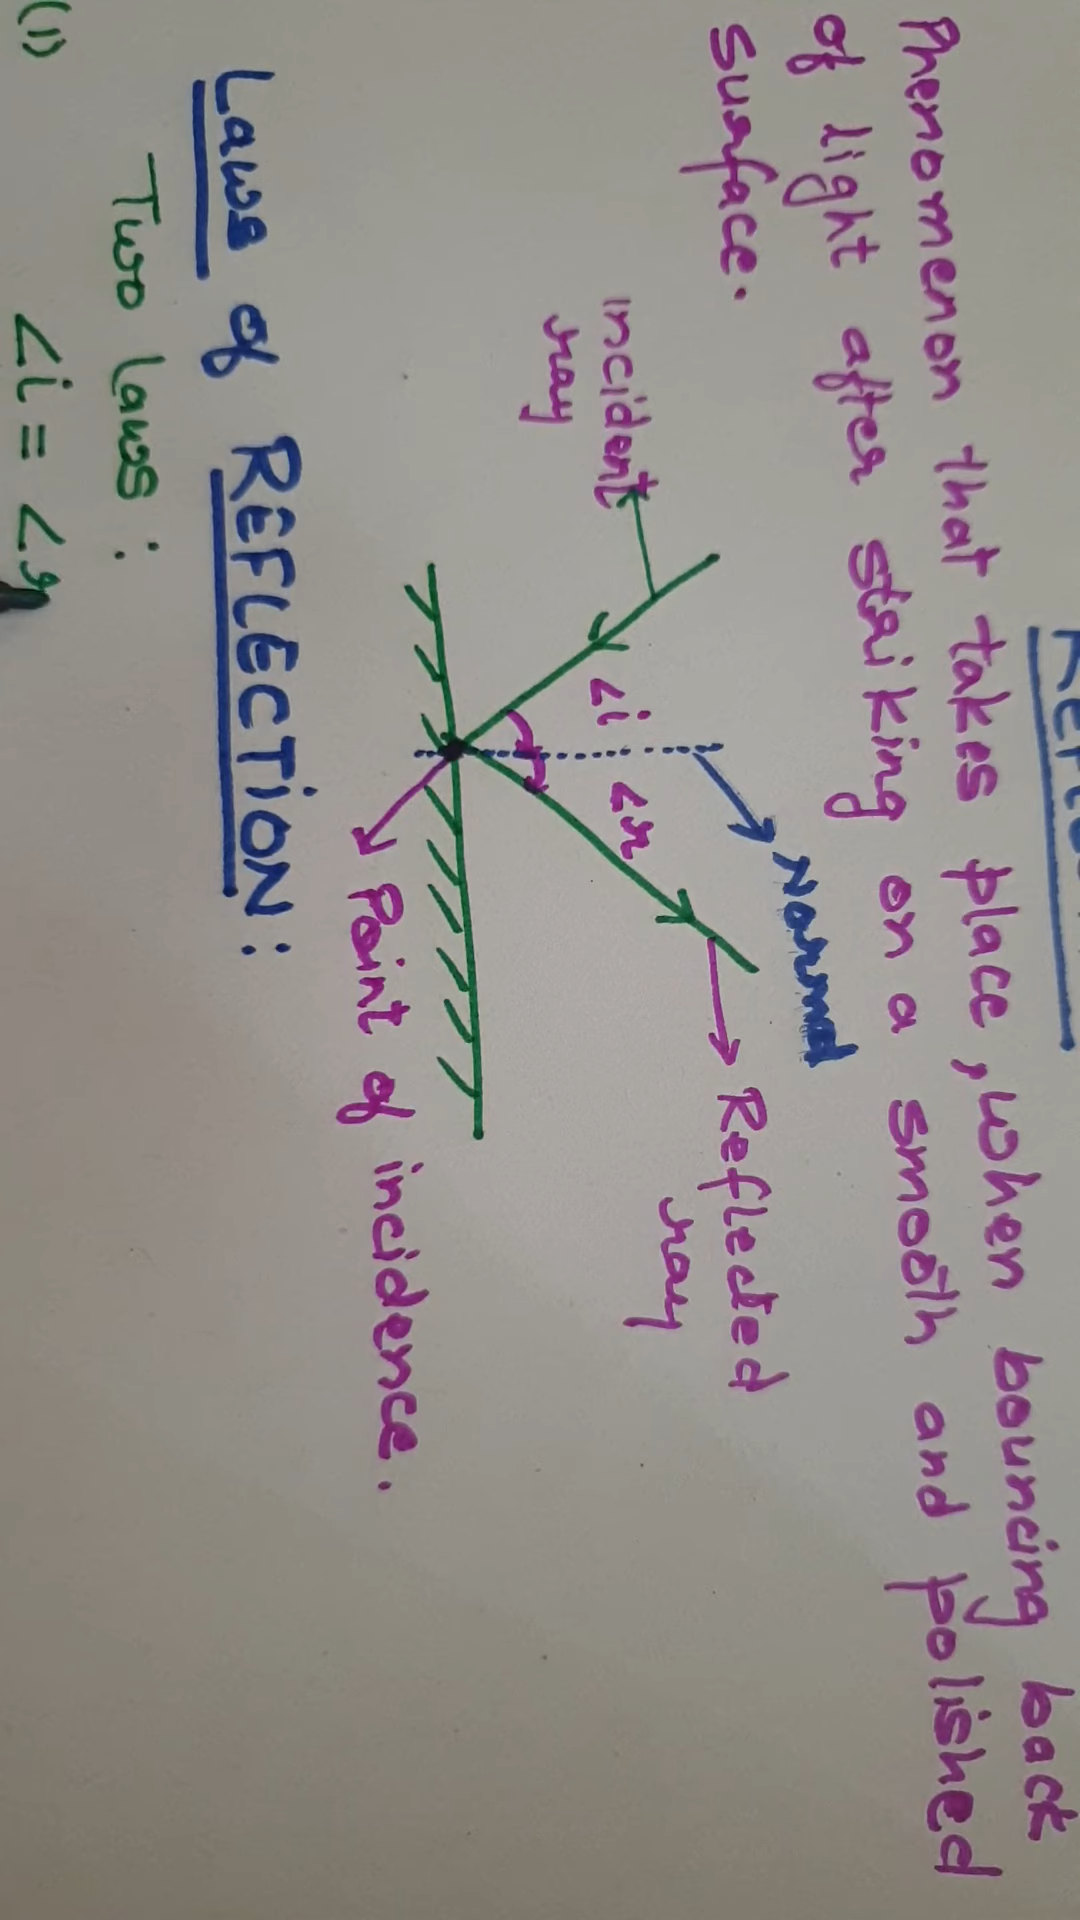 Phenomenon that takes place, when bouncing back
of light after striking on a smooth and polished
surface.
Normal
incident
ray
Reflected
ray
∠i
∠r
Point of incidence.
Laws of REFLECTION:
Two laws:
(1) ∠i = ∠r